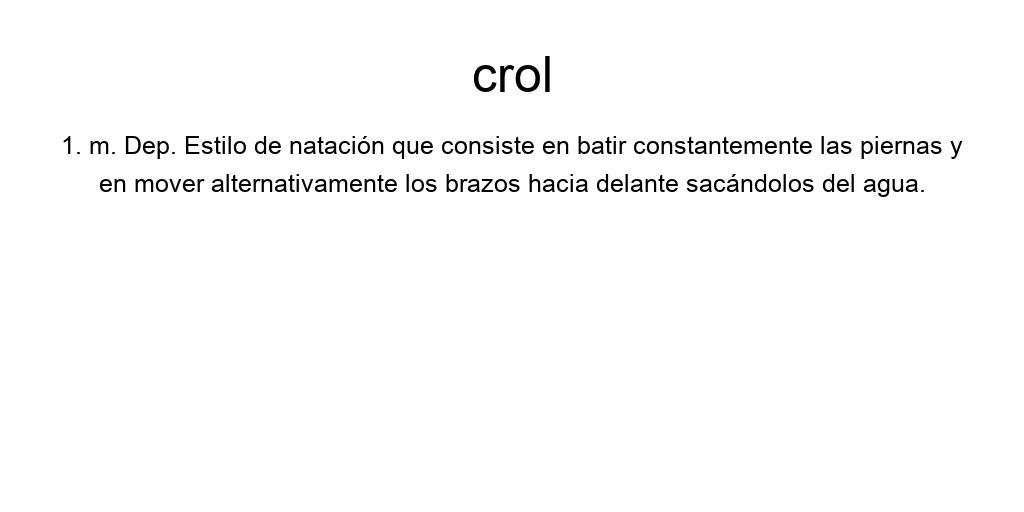 crol
1. m. Dep. Estilo de natación que consiste en batir constantemente las piernas y
en mover alternativamente los brazos hacia delante sacándolos del agua.